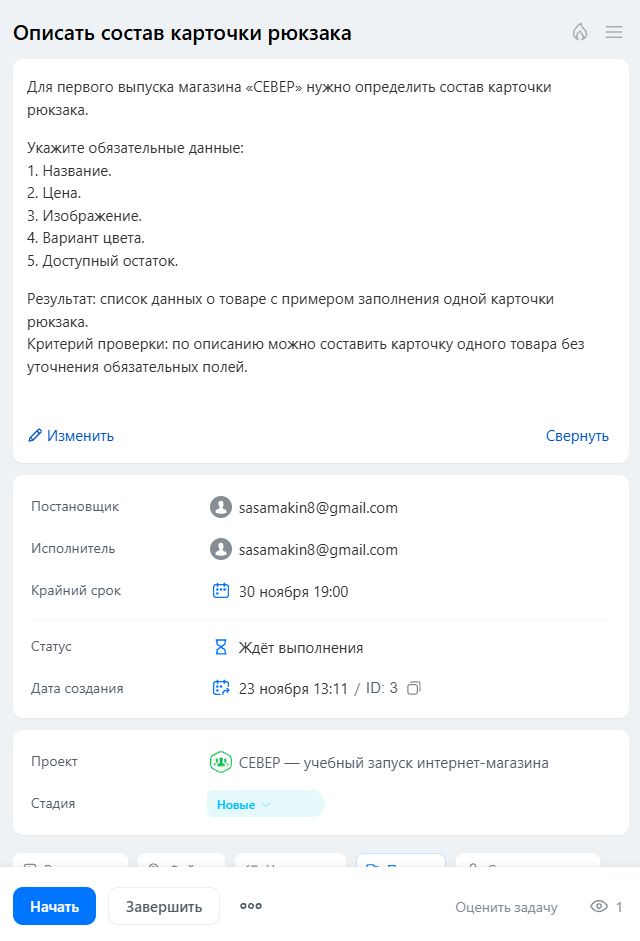 Описать состав карточки рюкзака
Для первого выпуска магазина «СЕВЕР» нужно определить состав карточки
рюкзака.
Укажите обязательные данные:
1. Название.
2. Цена.
3. Изображение.
4. Вариант цвета.
5. Доступный остаток.
Результат: список данных о товаре с примером заполнения одной карточки
рюкзака.
Критерий проверки: по описанию можно составить карточку одного товара без
уточнения обязательных полей.
Изменить Свернуть
Постановщик sasamakin8@gmail.com
Исполнитель sasamakin8@gmail.com
Крайний срок 30 ноября 19:00
Статус Ждёт выполнения
Дата создания 23 ноября 13:11 / ID: 3
Проект СЕВЕР — учебный запуск интернет-магазина
Стадия Новые
Начать Завершить Оценить задачу 1